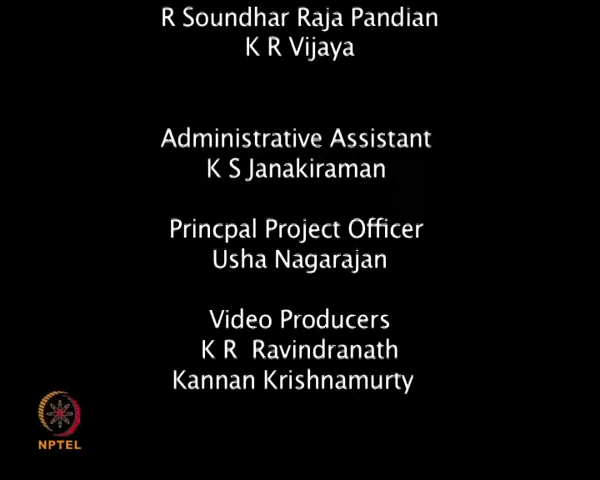 R Soundhar Raja Pandian
K R Vijaya
Administrative Assistant
K S Janakiraman
Princpal Project Officer
Usha Nagarajan
Video Producers
K R Ravindranath
Kannan Krishnamurty
NPTEL